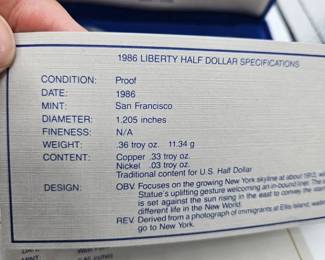 1986 LIBERTY HALF DOLLAR SPECIFICATIONS
CONDITION: Proof
DATE: 1986
MINT: San Francisco
DIAMETER: 1.205 inches
FINENESS: N/A
WEIGHT: .36 troy oz. 11.34 g
CONTENT: Copper .33 troy oz.
Nickel .03 troy oz.
Traditional content for U.S. Half Dollar
DESIGN: OBV. Focuses on the growing New York skyline at about 1913, wi
Statue's uplifting gesture welcoming an in-bound liner. The
is set against the sun rising in the east to convey the sta
different life in the New World.
REV. Derived from a photograph of immigrants at Ellis Island,
go to New York.